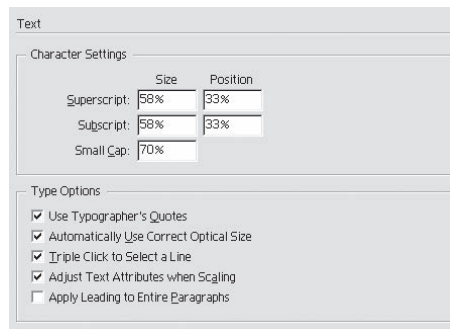 Text
Character Settings
Size Position
Superscript: 58% 33%
Subscript: 58% 33%
Small Cap: 70%
Type Options
Use Typographer's Quotes
Automatically Use Correct Optical Size
Triple Click to Select a Line
Adjust Text Attributes when Scaling
Apply Leading to Entire Paragraphs